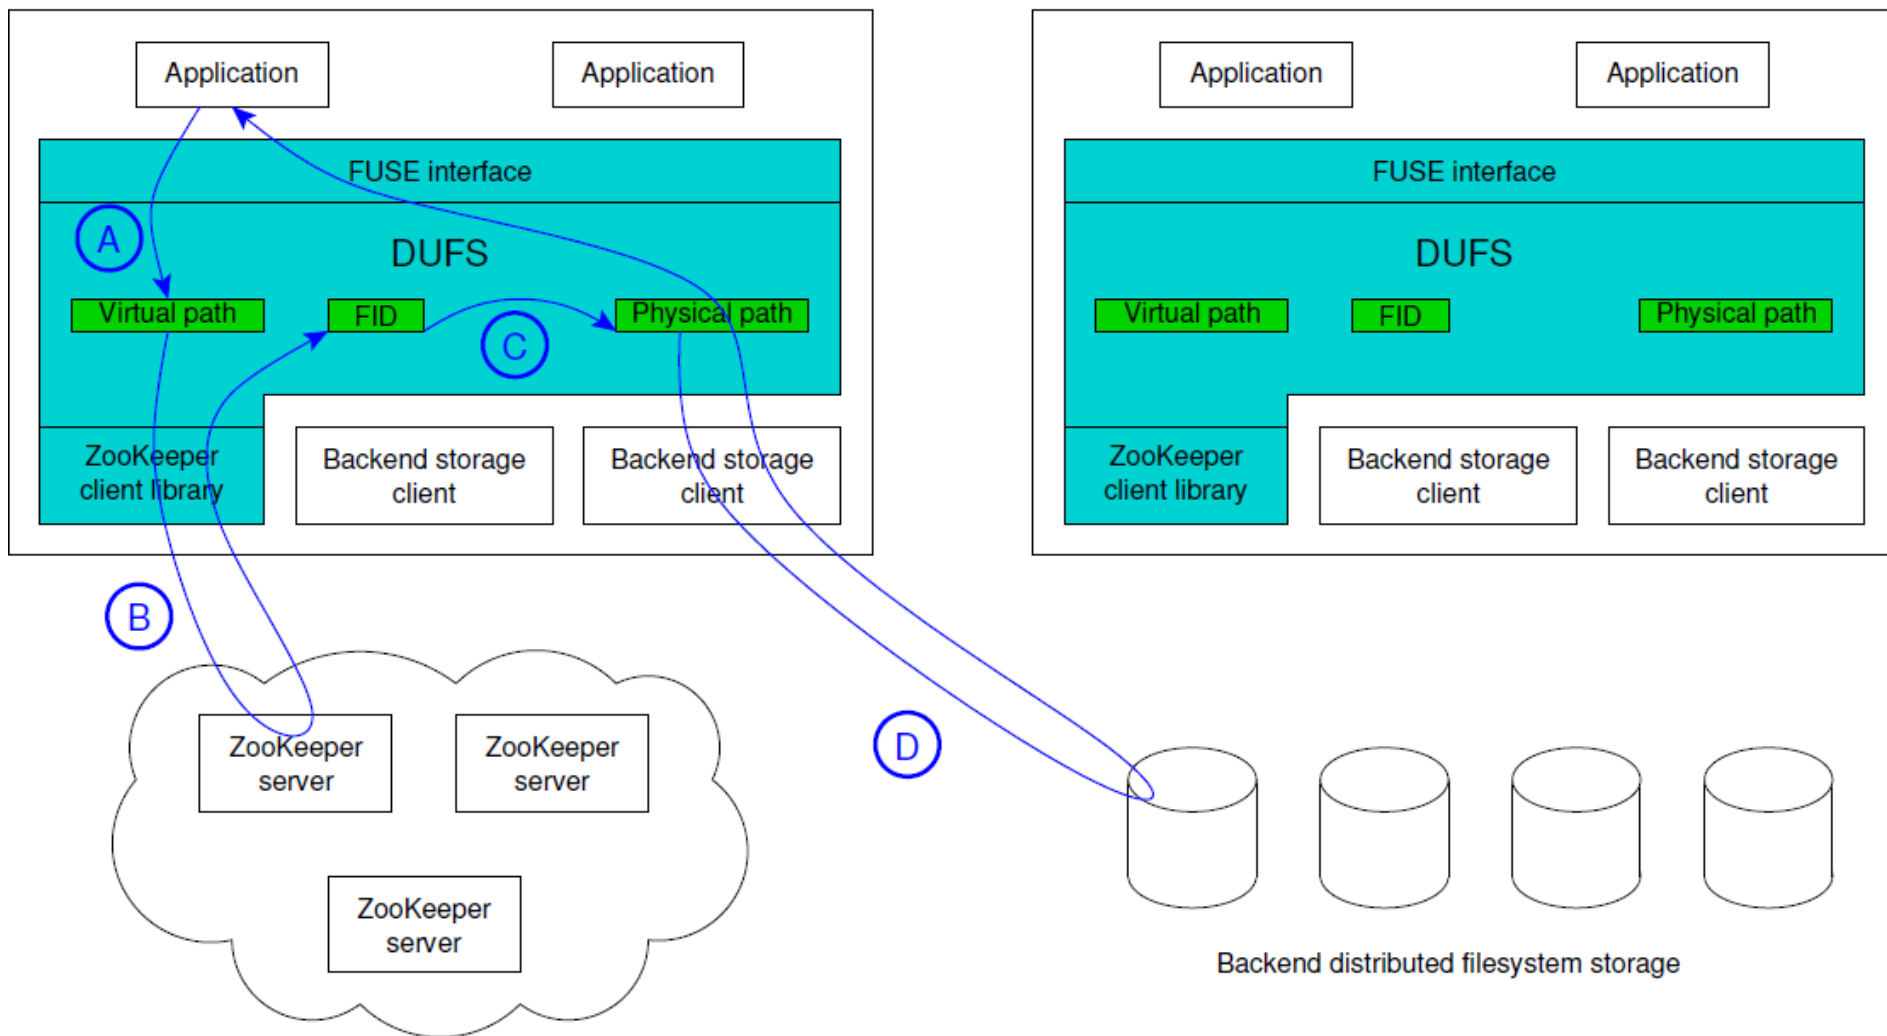 Application
Application
FUSE interface
A
DUFS
Virtual path
FID
C
Physical path
ZooKeeper
client library
Backend storage
client
Backend storage
client
Application
Application
FUSE interface
DUFS
Virtual path
FID
Physical path
ZooKeeper
client library
Backend storage
client
Backend storage
client
B
ZooKeeper
server
ZooKeeper
server
ZooKeeper
server
D
Backend distributed filesystem storage